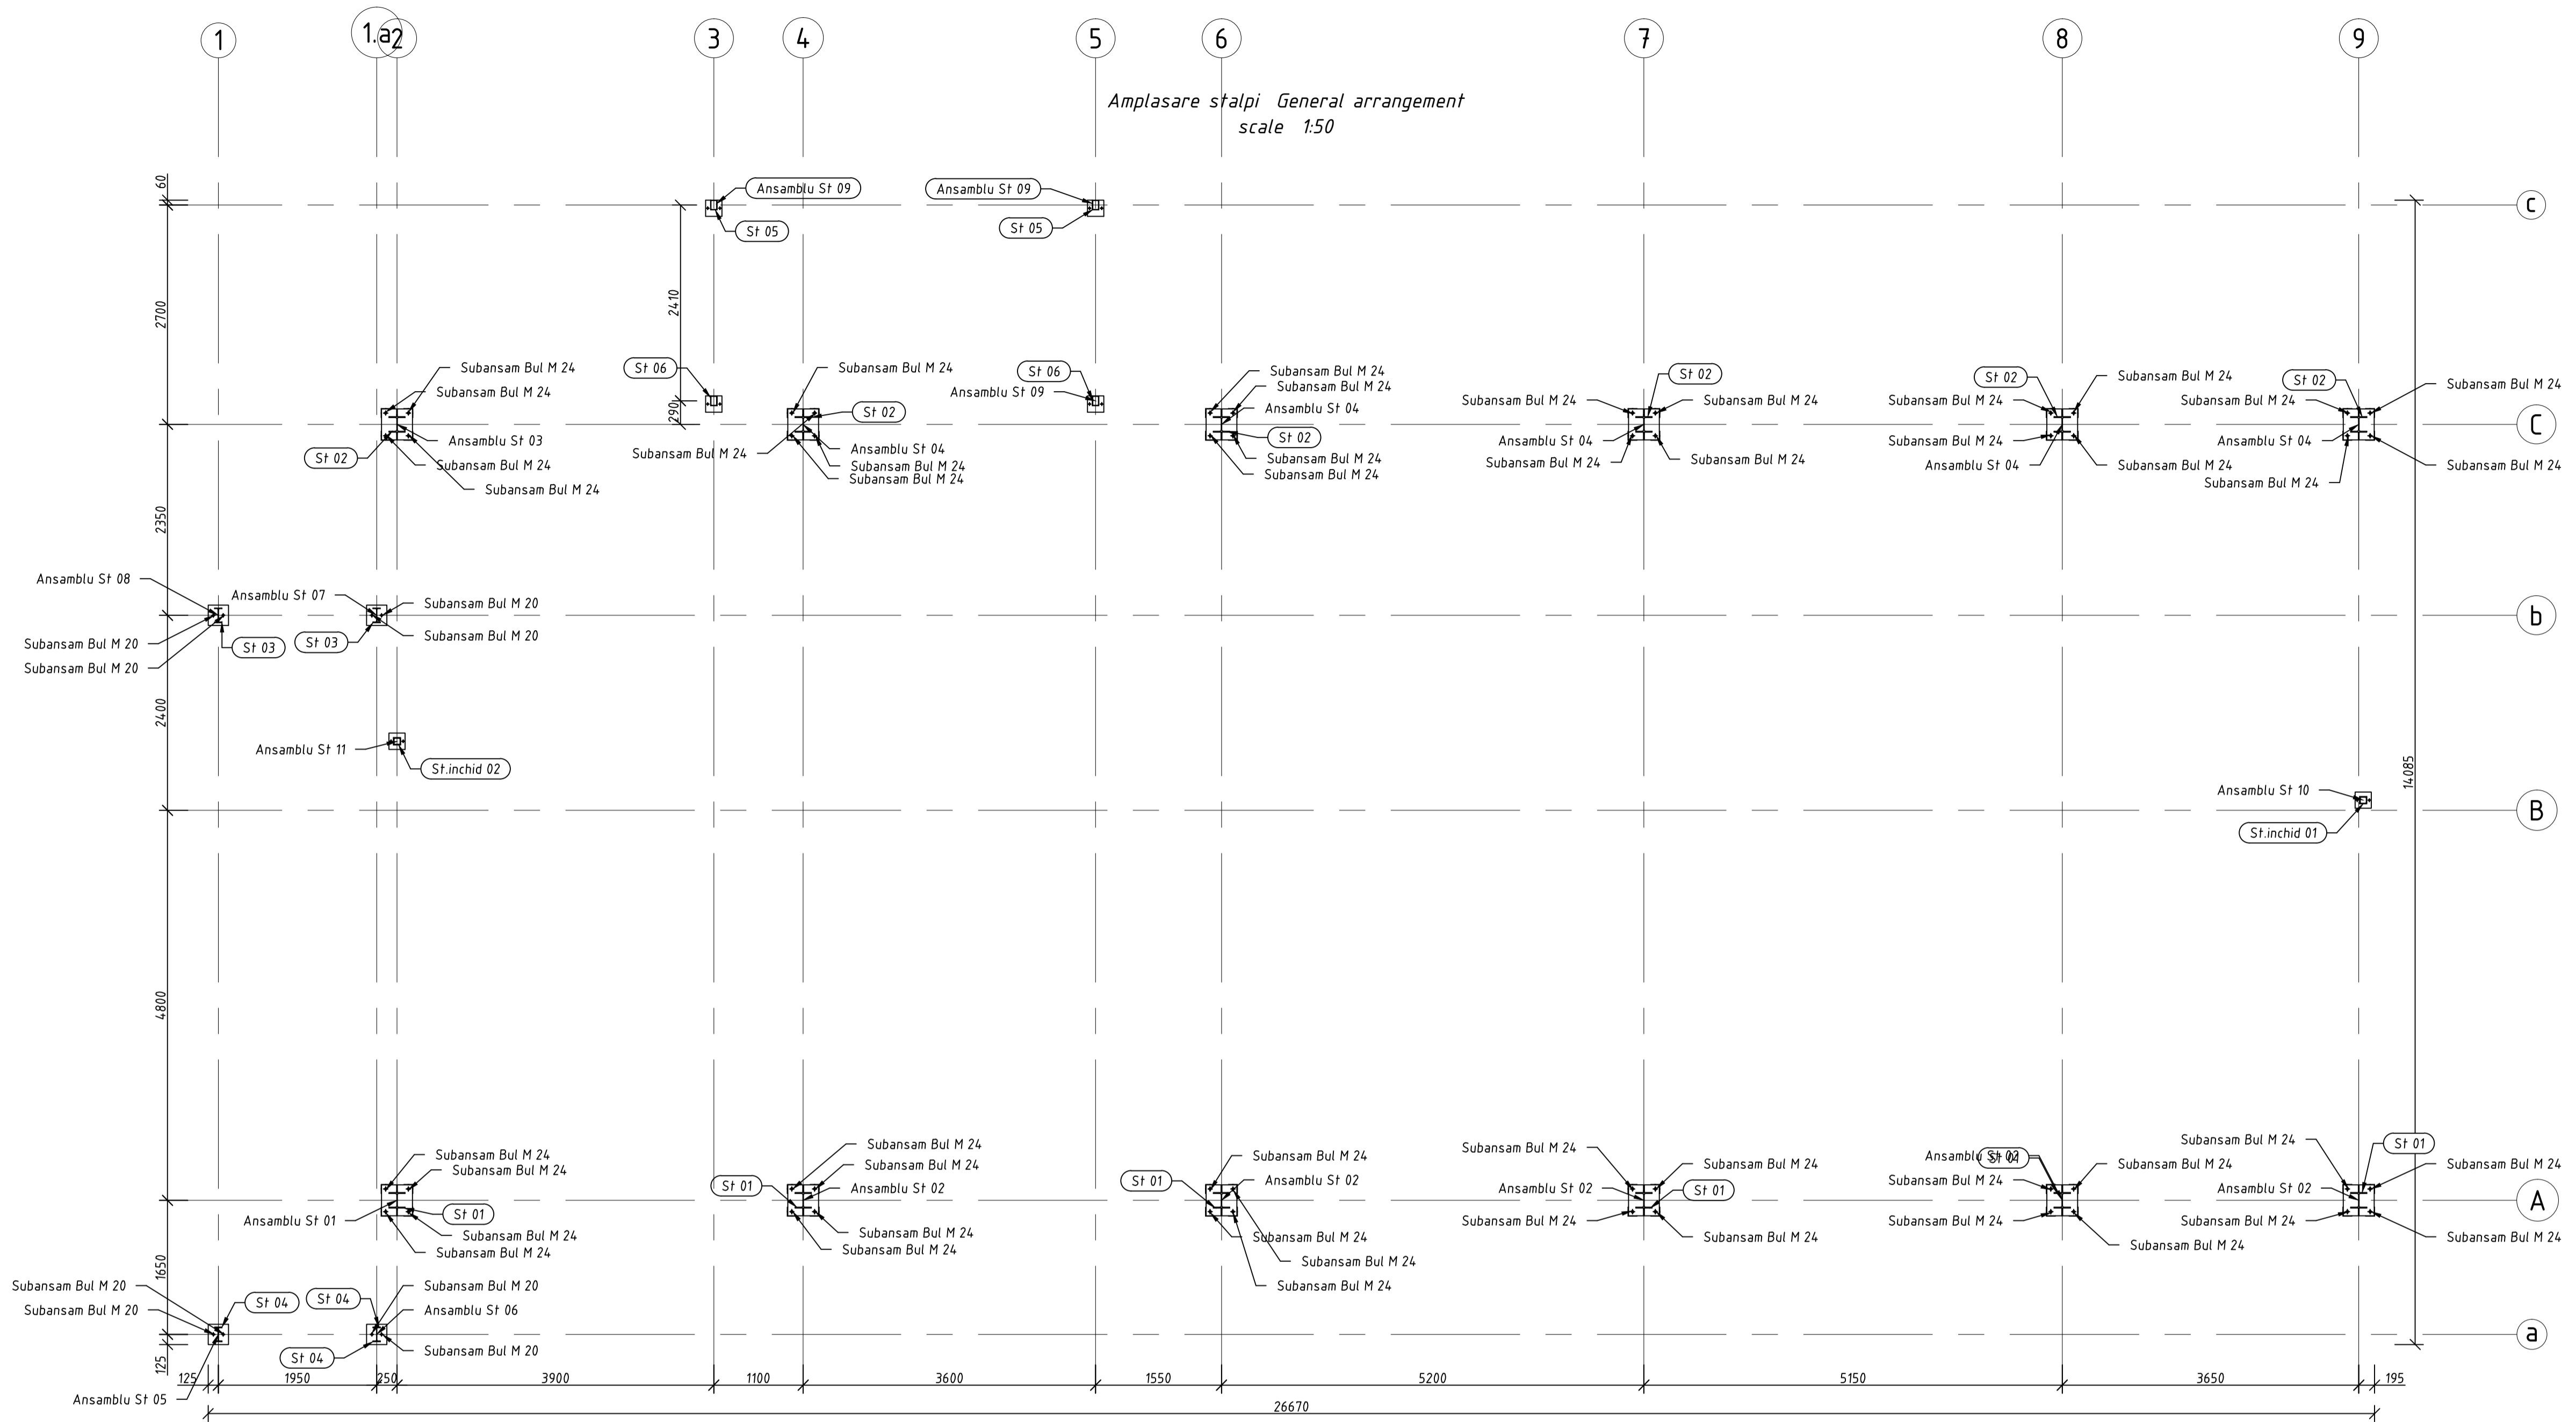 1
1.a
2
3
4
5
6
7
8
9
Amplasare stalpi General arrangement
scale 1:50
60
Ansamblu St 09
Ansamblu St 09
c
St 05
St 05
2700
2410
St 06
St 06
Ansamblu St 09
290
Subansam Bul M 24
Subansam Bul M 24
Ansamblu St 03
St 02
Subansam Bul M 24
Subansam Bul M 24
Subansam Bul M 24
St 02
Subansam Bul M 24
Ansamblu St 04
Subansam Bul M 24
Subansam Bul M 24
Subansam Bul M 24
Subansam Bul M 24
Ansamblu St 04
St 02
Subansam Bul M 24
Subansam Bul M 24
St 02
Subansam Bul M 24
Subansam Bul M 24
Ansamblu St 04
Subansam Bul M 24
Subansam Bul M 24
St 02
Subansam Bul M 24
Subansam Bul M 24
Subansam Bul M 24
Ansamblu St 04
Subansam Bul M 24
St 02
Subansam Bul M 24
Subansam Bul M 24
Ansamblu St 04
Subansam Bul M 24
Subansam Bul M 24
C
2350
Ansamblu St 08
Ansamblu St 07
Subansam Bul M 20
Subansam Bul M 20
Subansam Bul M 20
Subansam Bul M 20
St 03
St 03
b
2400
Ansamblu St 11
St.inchid 02
14085
Ansamblu St 10
St.inchid 01
B
4800
Subansam Bul M 24
Subansam Bul M 24
Ansamblu St 01
St 01
Subansam Bul M 24
Subansam Bul M 24
Subansam Bul M 24
Subansam Bul M 24
St 01
Ansamblu St 02
Subansam Bul M 24
Subansam Bul M 24
Subansam Bul M 24
St 01
Ansamblu St 02
Subansam Bul M 24
Subansam Bul M 24
Subansam Bul M 24
Subansam Bul M 24
Subansam Bul M 24
Ansamblu St 02
St 01
Subansam Bul M 24
Subansam Bul M 24
Ansamblu St 02
St 01
Subansam Bul M 24
Subansam Bul M 24
Subansam Bul M 24
Subansam Bul M 24
Subansam Bul M 24
St 01
Subansam Bul M 24
Ansamblu St 02
Subansam Bul M 24
Subansam Bul M 24
A
1650
Subansam Bul M 20
Subansam Bul M 20
St 04
St 04
Subansam Bul M 20
Ansamblu St 06
Subansam Bul M 20
St 04
a
125
Ansamblu St 05
125
1950
250
3900
1100
3600
1550
5200
5150
3650
195
26670